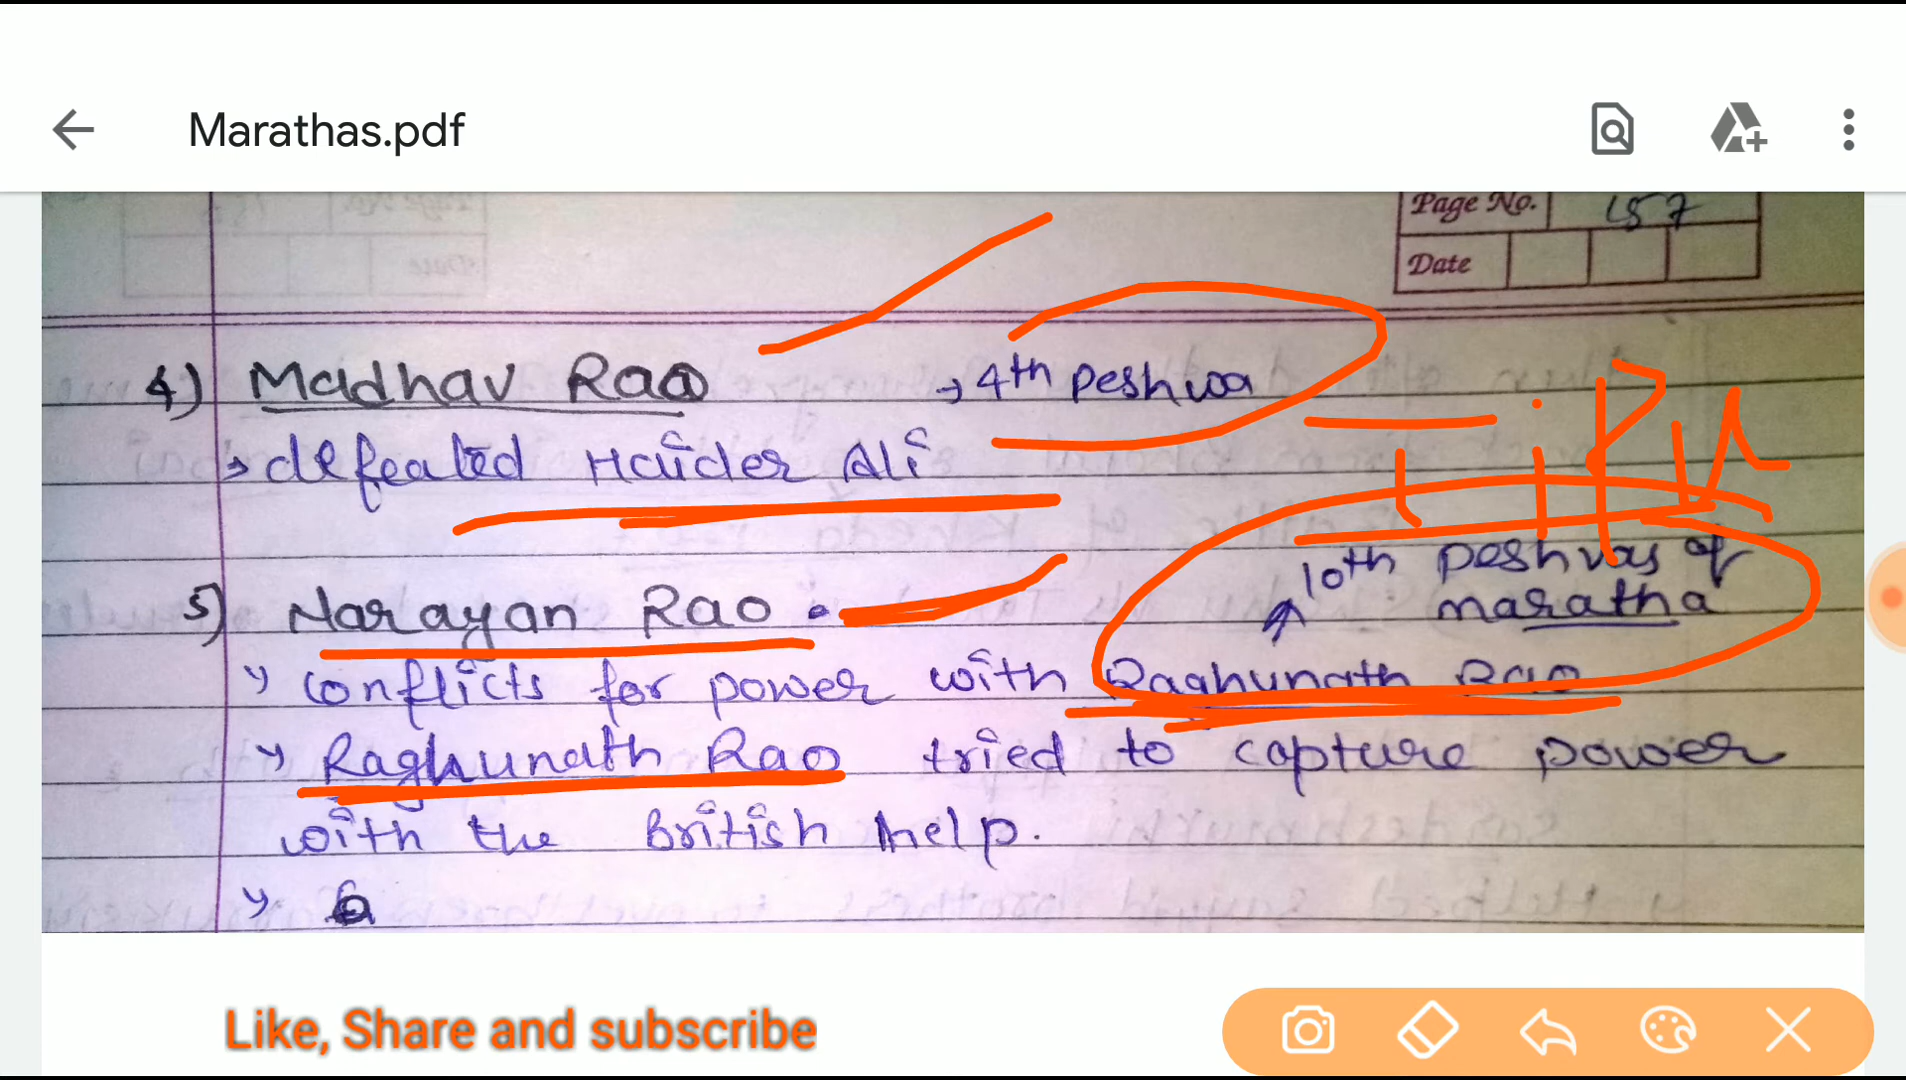 Marathas.pdf
Page No. 157
Date
4) Madhav Rao → 4th Peshwa
→ defeated Haider Ali
10th peshwas of
maratha
5) Narayan Rao
conflicts for power with Raghunath Rao
Raghunath Rao tried to capture power
with the British help.
Like, Share and subscribe